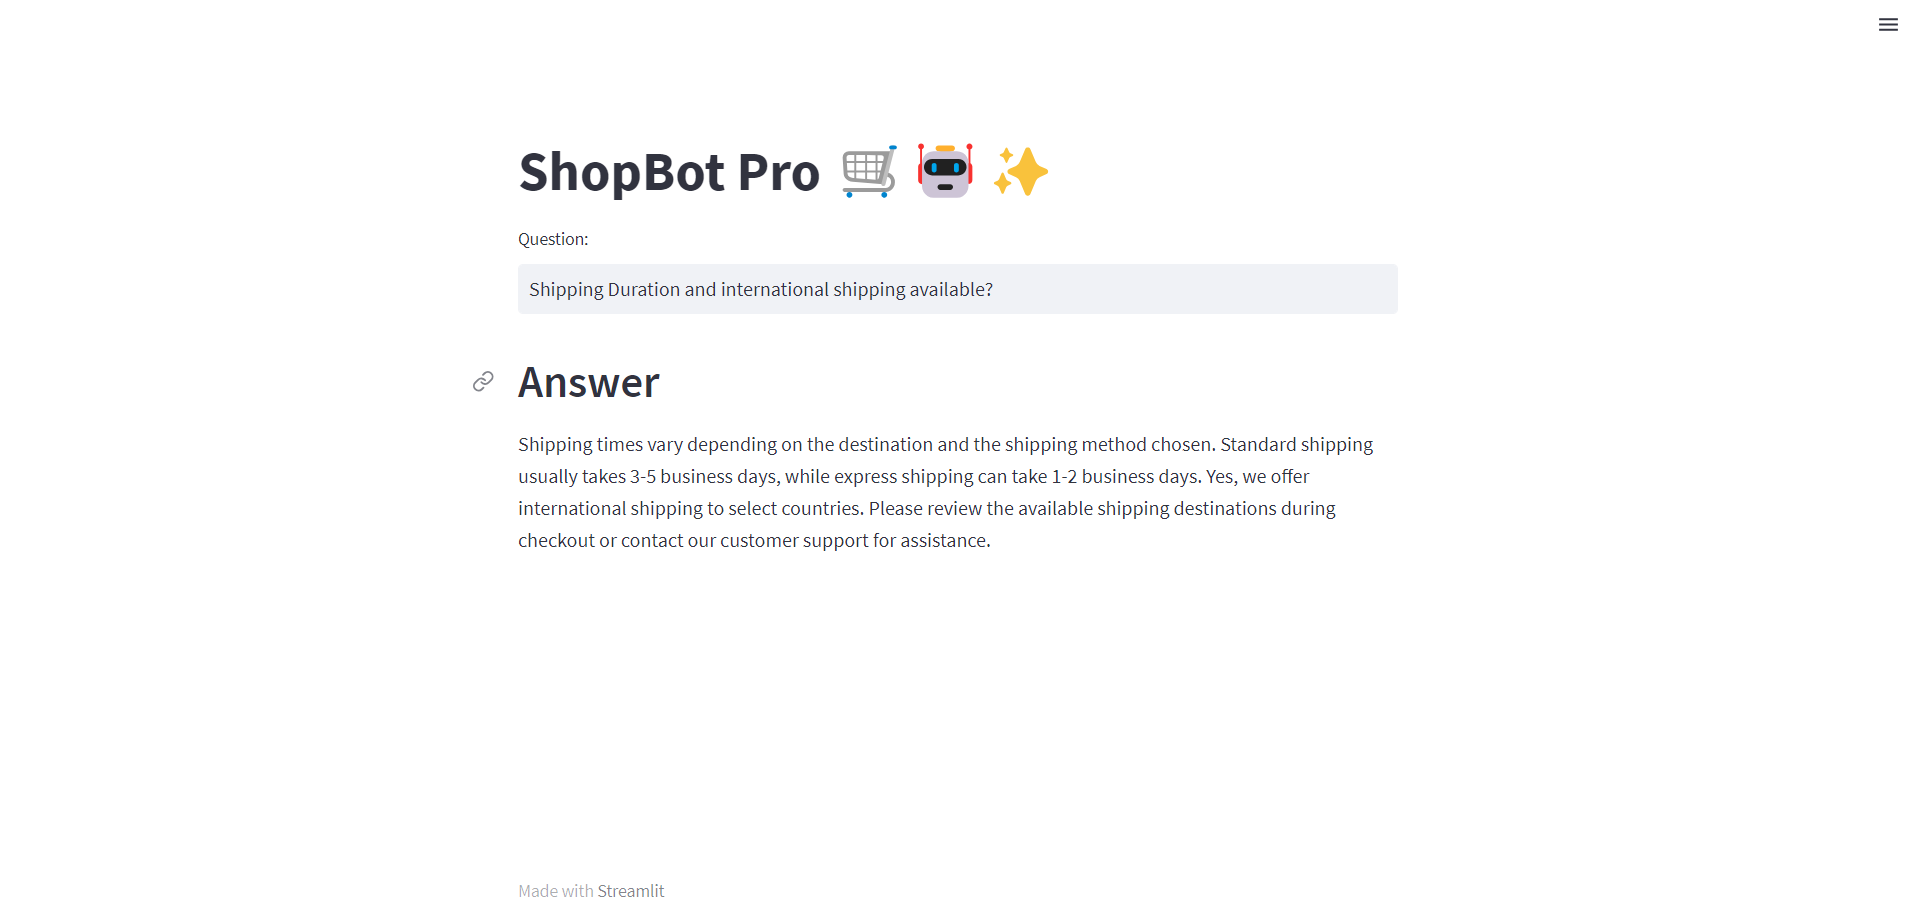 ShopBot Pro 🛒 🤖 ✨
Question:
Shipping Duration and international shipping available?
Answer
Shipping times vary depending on the destination and the shipping method chosen. Standard shipping
usually takes 3-5 business days, while express shipping can take 1-2 business days. Yes, we offer
international shipping to select countries. Please review the available shipping destinations during
checkout or contact our customer support for assistance.
Made with Streamlit